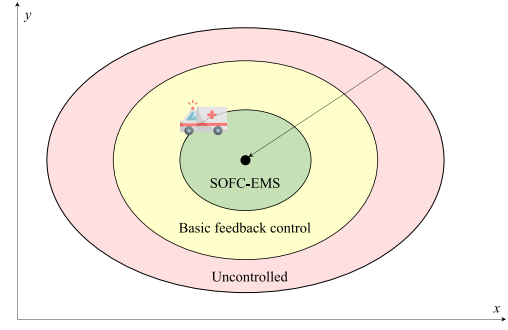 y
SOFC-EMS
Basic feedback control
Uncontrolled
x